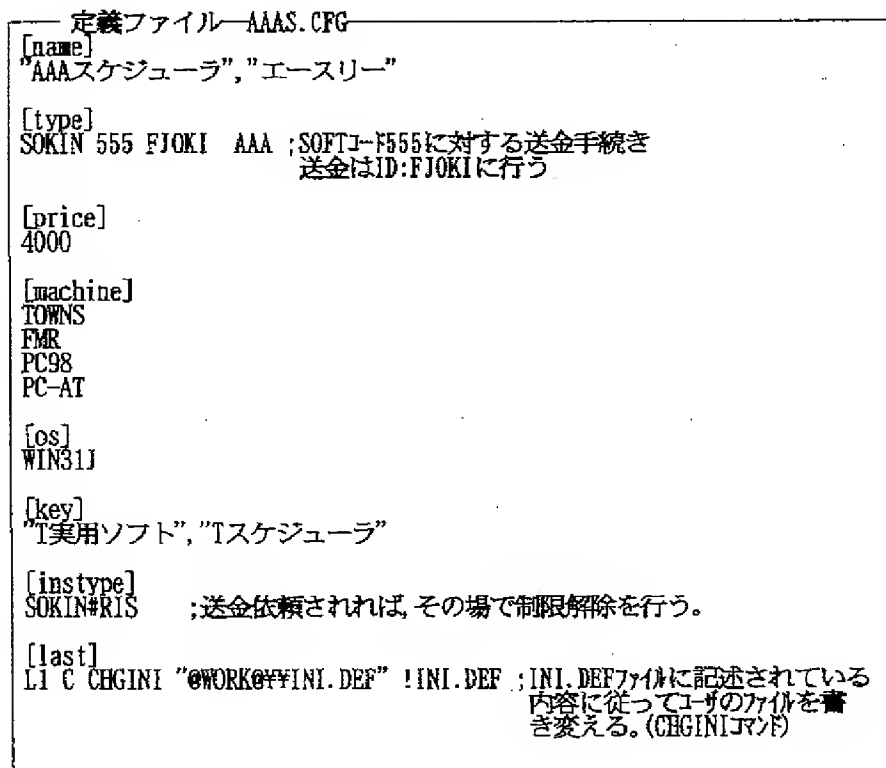 定義ファイル―AAAS.CFG
[name]
"AAAスケジューラ","エースリー"
[type]
SOKIN 555 FJOKI AAA ;SOFTコード555に対する送金手続き
送金はID:FJOKIに行う
[price]
4000
[machine]
TOWNS
FMR
PC98
PC-AT
[os]
WIN31J
[key]
"T実用ソフト","Tスケジューラ"
[instype]
SOKIN#RIS ;送金依頼されれば,その場で制限解除を行う。
[last]
L1 C CHGINI "@WORK@¥¥INI.DEF" !INI.DEF ;INI.DEFファイルに記述されている
内容に従ってユーザのファイルを書
き変える。(CHGINIコマンド)